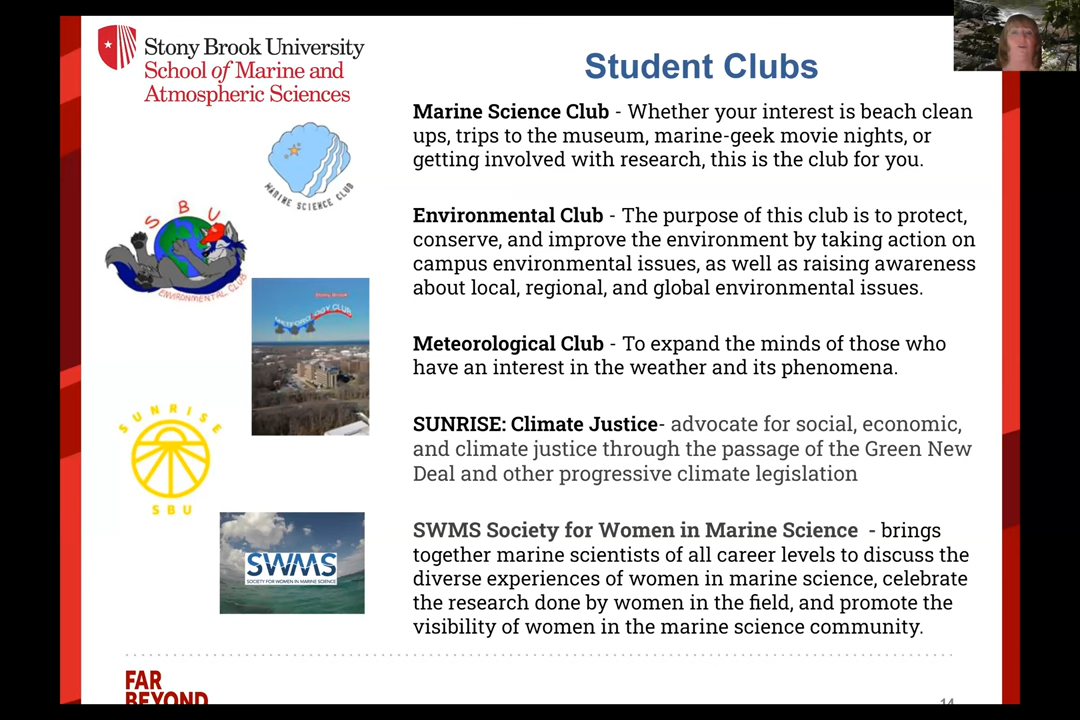 Stony Brook University
School of Marine and
Atmospheric Sciences
Student Clubs
Marine Science Club - Whether your interest is beach clean
ups, trips to the museum, marine-geek movie nights, or
getting involved with research, this is the club for you.
MARINE SCIENCE CLUB
Environmental Club - The purpose of this club is to protect,
conserve, and improve the environment by taking action on
campus environmental issues, as well as raising awareness
about local, regional, and global environmental issues.
SBU
ENVIRONMENTAL CLUB
Meteorological Club - To expand the minds of those who
have an interest in the weather and its phenomena.
Stony Brook
METEOROLOGY CLUB
SUNRISE: Climate Justice- advocate for social, economic,
and climate justice through the passage of the Green New
Deal and other progressive climate legislation
SUNRISE
SBU
SWMS Society for Women in Marine Science - brings
together marine scientists of all career levels to discuss the
diverse experiences of women in marine science, celebrate
the research done by women in the field, and promote the
visibility of women in the marine science community.
SWMS
SOCIETY FOR WOMEN IN MARINE SCIENCE
FAR
BEYOND
14